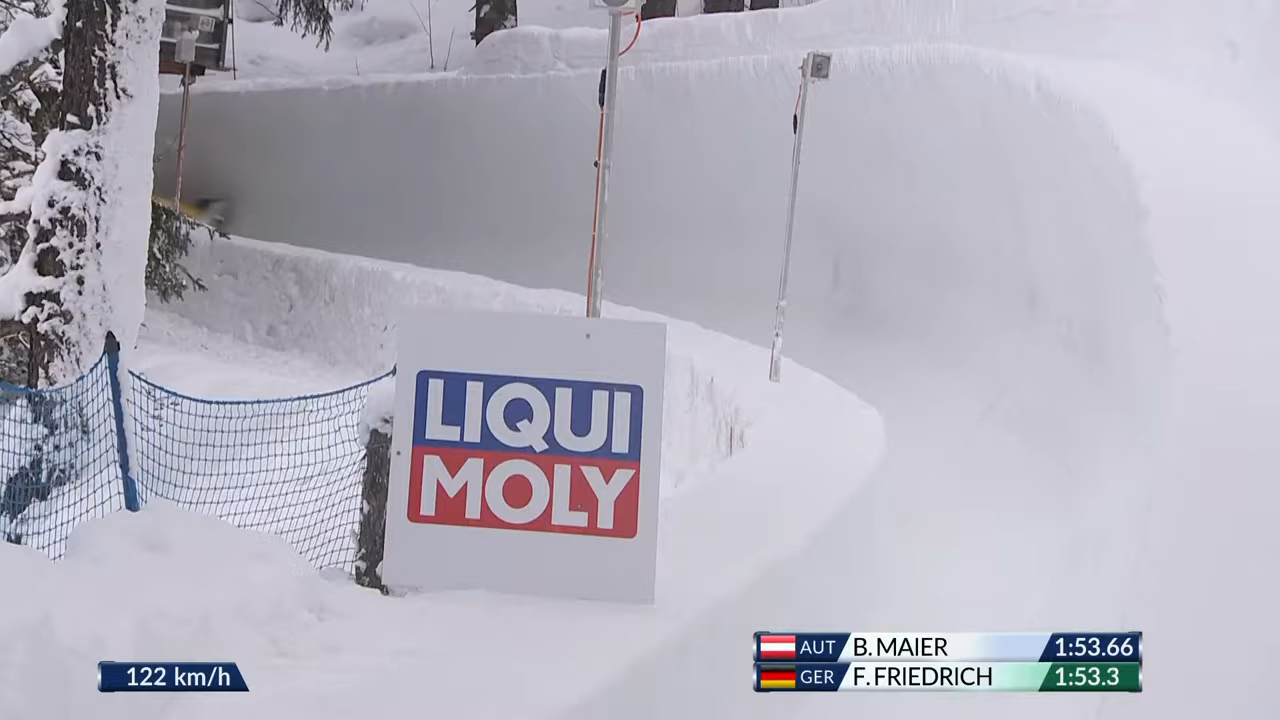 LIQUI
MOLY
AUT B. MAIER 1:53.66
GER F. FRIEDRICH 1:53.3
122 km/h